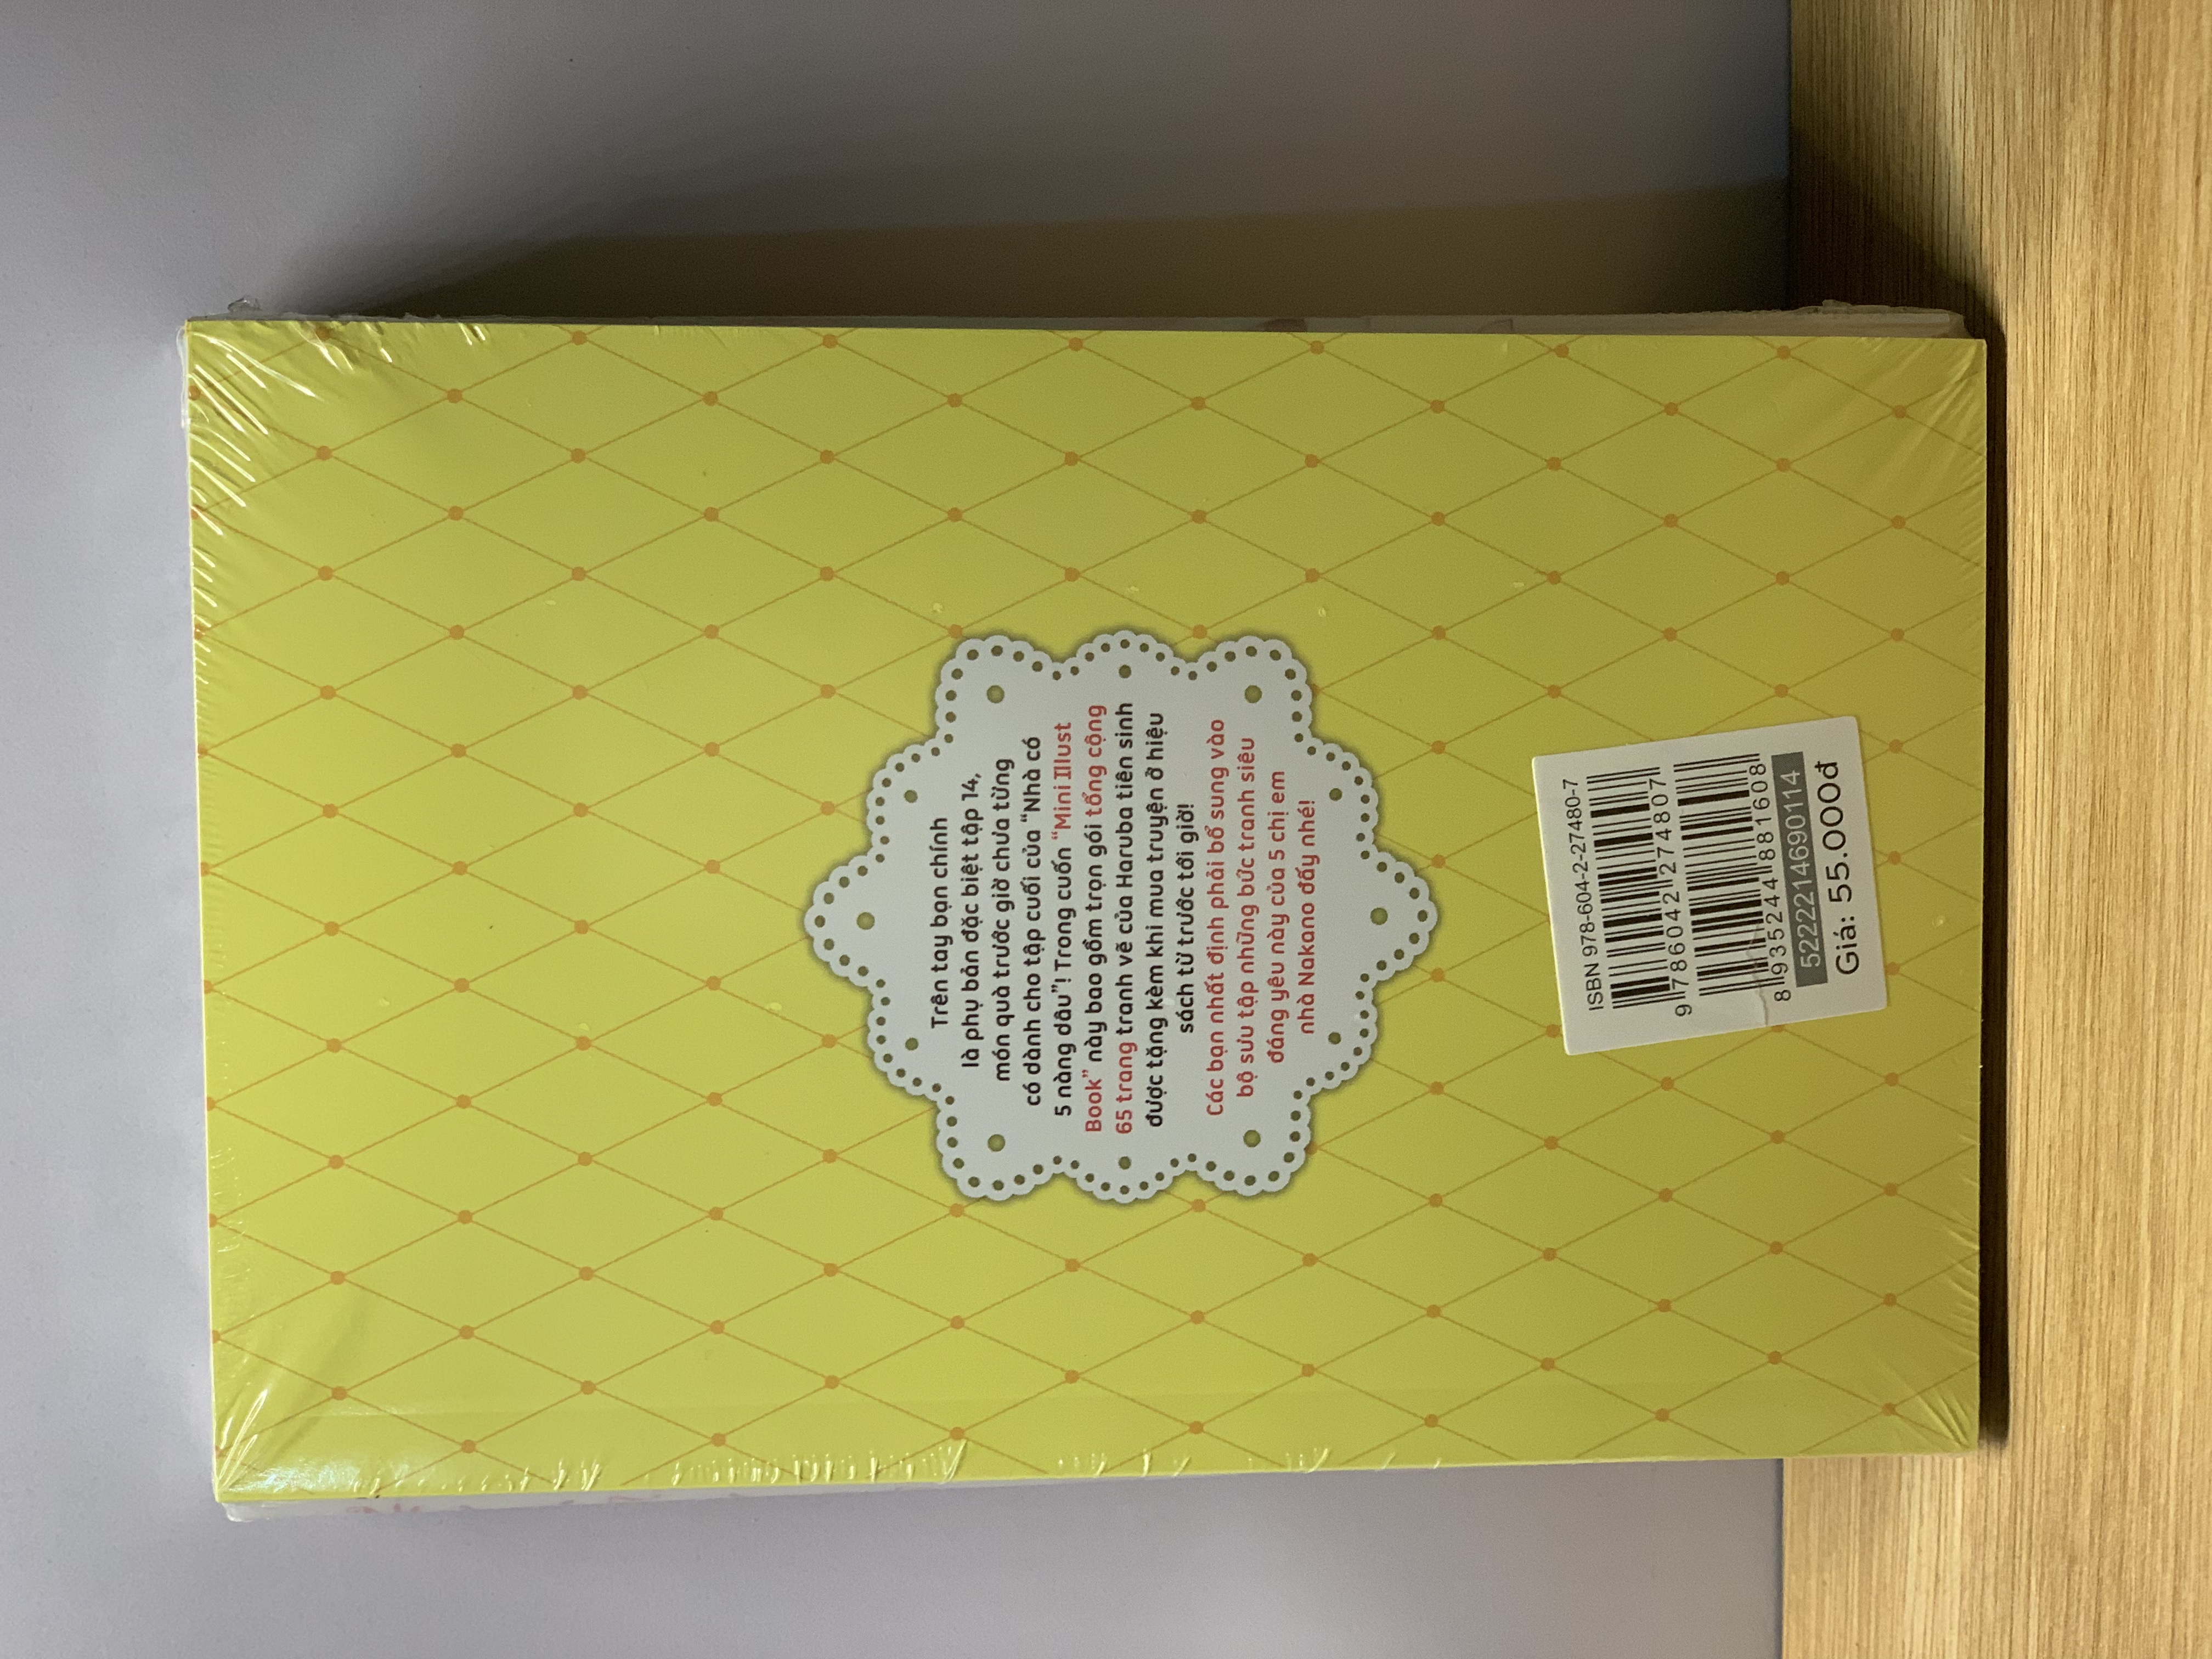 Trên tay bạn chính
là phụ bản đặc biệt tập 14,
món quà trước giờ chưa từng
có dành cho tập cuối của "Nhà có
5 nàng dâu"! Trong cuốn "Mini Illust
Book" này bao gồm trọn gói tổng cộng
65 trang tranh vẽ của Haruba tiên sinh
được tặng kèm khi mua truyện ở hiệu
sách từ trước tới giờ!
Các bạn nhất định phải bổ sung vào
bộ sưu tập những bức tranh siêu
đáng yêu này của 5 chị em
nhà Nakano đấy nhé!
ISBN 978-604-2-27480-7
9 786042 274807
8 935244 881608
5222214690114
Giá: 55.000đ